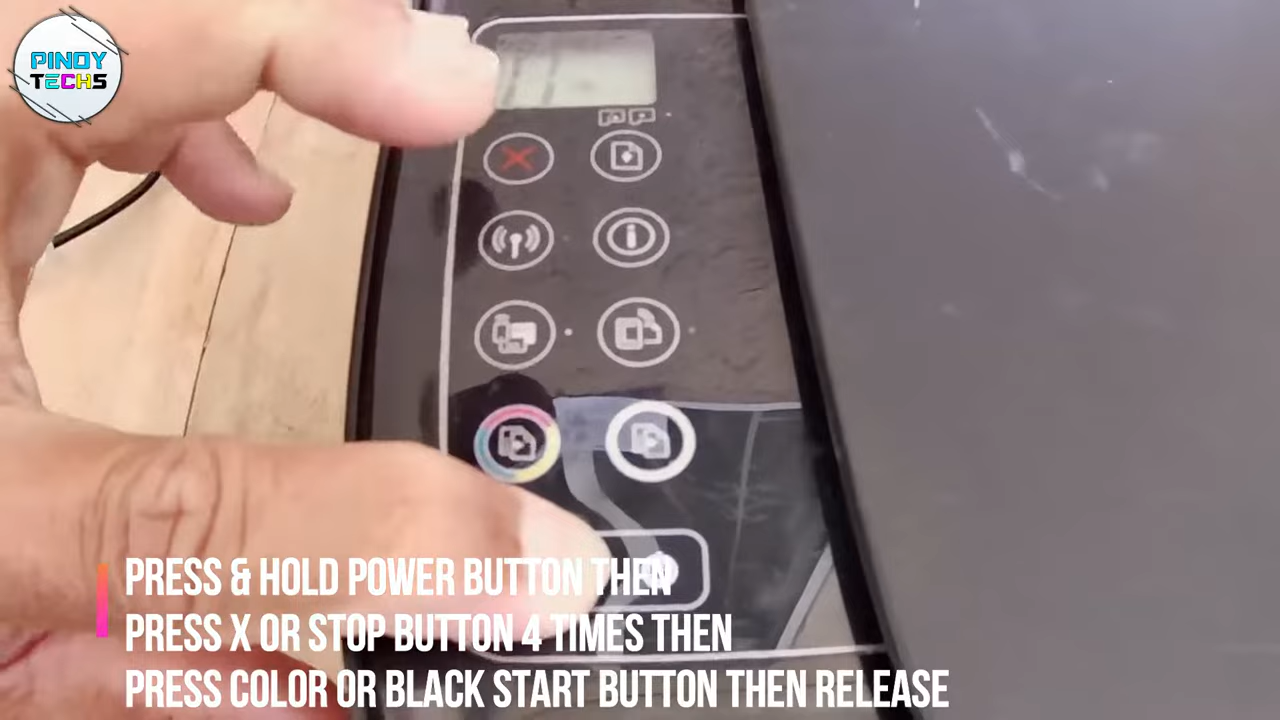 PINOY
TECHS
PRESS & HOLD POWER BUTTON THEN
PRESS X OR STOP BUTTON 4 TIMES THEN
PRESS COLOR OR BLACK START BUTTON THEN RELEASE